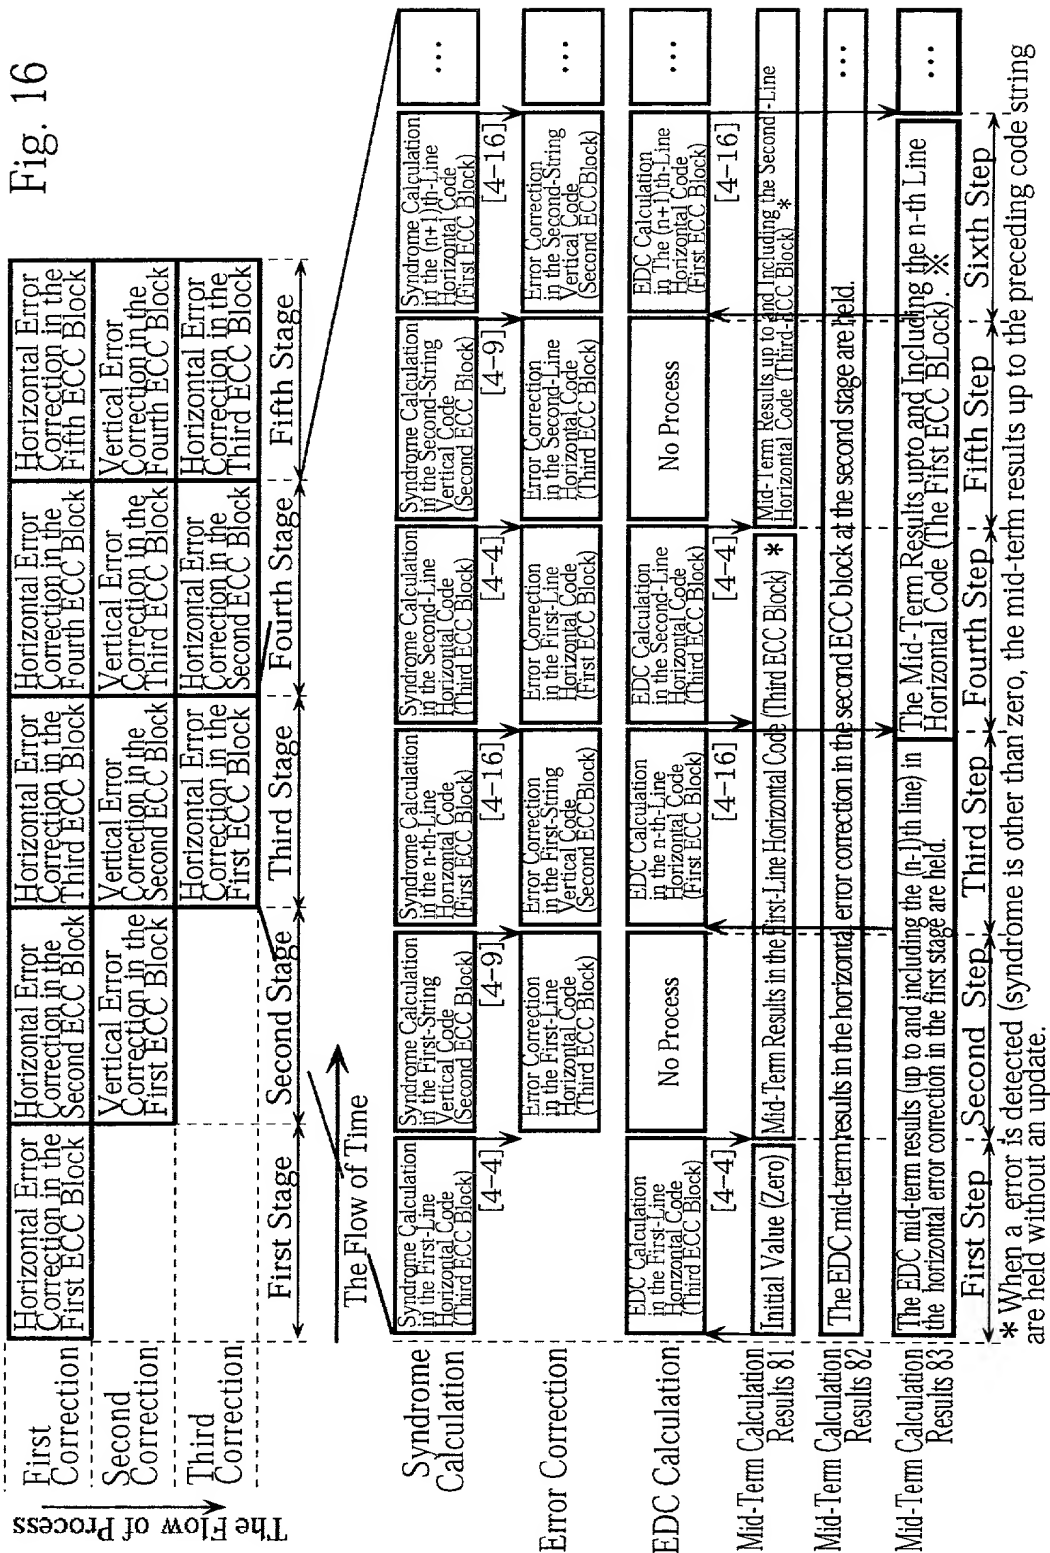 Fig. 16
The Flow of Process
First
Correction
Second
Correction
Third
Correction
Horizontal Error
Correction in the
First ECC Block
Horizontal Error
Correction in the
Second ECC Block
Horizontal Error
Correction in the
Third ECC Block
Horizontal Error
Correction in the
Fourth ECC Block
Horizontal Error
Correction in the
Fifth ECC Block
Vertical Error
Correction in the
First ECC Block
Vertical Error
Correction in the
Second ECC Block
Vertical Error
Correction in the
Third ECC Block
Vertical Error
Correction in the
Fourth ECC Block
Horizontal Error
Correction in the
First ECC Block
Horizontal Error
Correction in the
Second ECC Block
Horizontal Error
Correction in the
Third ECC Block
First Stage
Second Stage
Third Stage
Fourth Stage
Fifth Stage
The Flow of Time
Syndrome
Calculation
Syndrome Calculation
in the First-Line
Horizontal Code
(Third ECC Block)
[4-4]
Syndrome Calculation
in the First-String
Vertical Code
(Second ECC Block)
[4-9]
Syndrome Calculation
in the n-th-Line
Horizontal Code
(First ECC Block)
[4-16]
Syndrome Calculation
in the Second-Line
Horizontal Code
(Third ECC Block)
[4-4]
Syndrome Calculation
in the Second-String
Vertical Code
(Second ECC Block)
[4-9]
Syndrome Calculation
in the (n+1)th-Line
Horizontal Code
(First ECC Block)
[4-16]
...
Error Correction
Error Correction
in the First-Line
Horizontal Code
(Third ECC Block)
Error Correction
in the First-String
Vertical Code
(Second ECCBlock)
Error Correction
in the First-Line
Horizontal Code
(First ECC Block)
Error Correction
in the Second-Line
Horizontal Code
(Third ECC Block)
Error Correction
in the Second-String
Vertical Code
(Second ECCBlock)
...
EDC Calculation
EDC Calculation
in the First-Line
Horizontal Code
(Third ECC Block)
[4-4]
No Process
EDC Calculation
in the n-th-Line
Horizontal Code
(First ECC Block)
[4-16]
EDC Calculation
in the Second-Line
Horizontal Code
(Third ECC Block)
[4-4]
No Process
EDC Calculation
in The (n+1)th-Line
Horizontal Code
(First ECC Block)
[4-16]
...
Mid-Term Calculation
Results 81
Initial Value (Zero)
Mid-Term Results in the First-Line Horizontal Code (Third ECC Block) *
Mid-Term Results up to and Including the Second-Line
Horizontal Code (Third-ECC Block) *
Mid-Term Calculation
Results 82
The EDC mid-term results in the horizontal error correction in the second ECC block at the second stage are held.
...
Mid-Term Calculation
Results 83
The EDC mid-term results (up to and including the (n-1)th line) in
the horizontal error correction in the first stage are held.
The Mid-Term Results upto and Including the n-th Line
Horizontal Code (The First ECC BLock). ※
...
First Step
Second Step
Third Step
Fourth Step
Fifth Step
Sixth Step
* When a error is detected (syndrome is other than zero, the mid-term results up to the preceding code string
are held without an update.